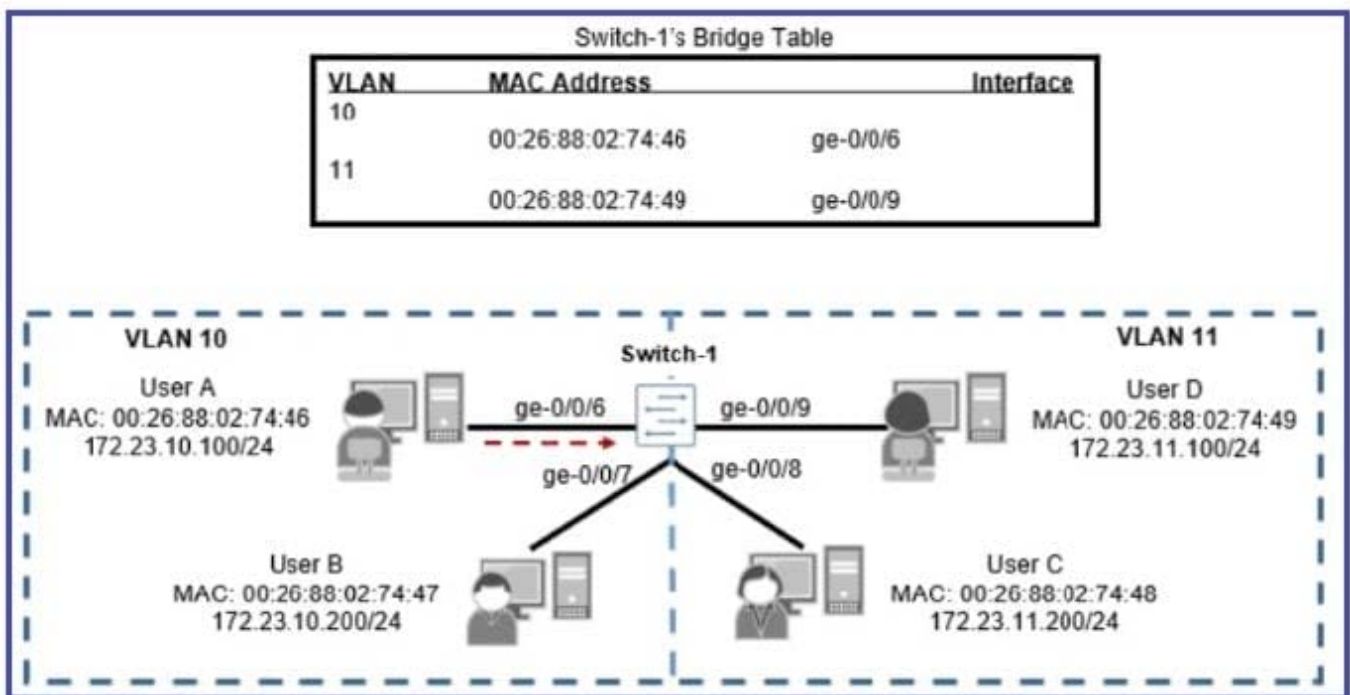 Switch-1's Bridge Table
VLAN MAC Address Interface
10
00:26:88:02:74:46 ge-0/0/6
11
00:26:88:02:74:49 ge-0/0/9
VLAN 10
Switch-1
VLAN 11
User A
MAC: 00:26:88:02:74:46
172.23.10.100/24
ge-0/0/6
ge-0/0/9
User D
MAC: 00:26:88:02:74:49
172.23.11.100/24
ge-0/0/7
ge-0/0/8
User B
MAC: 00:26:88:02:74:47
172.23.10.200/24
User C
MAC: 00:26:88:02:74:48
172.23.11.200/24